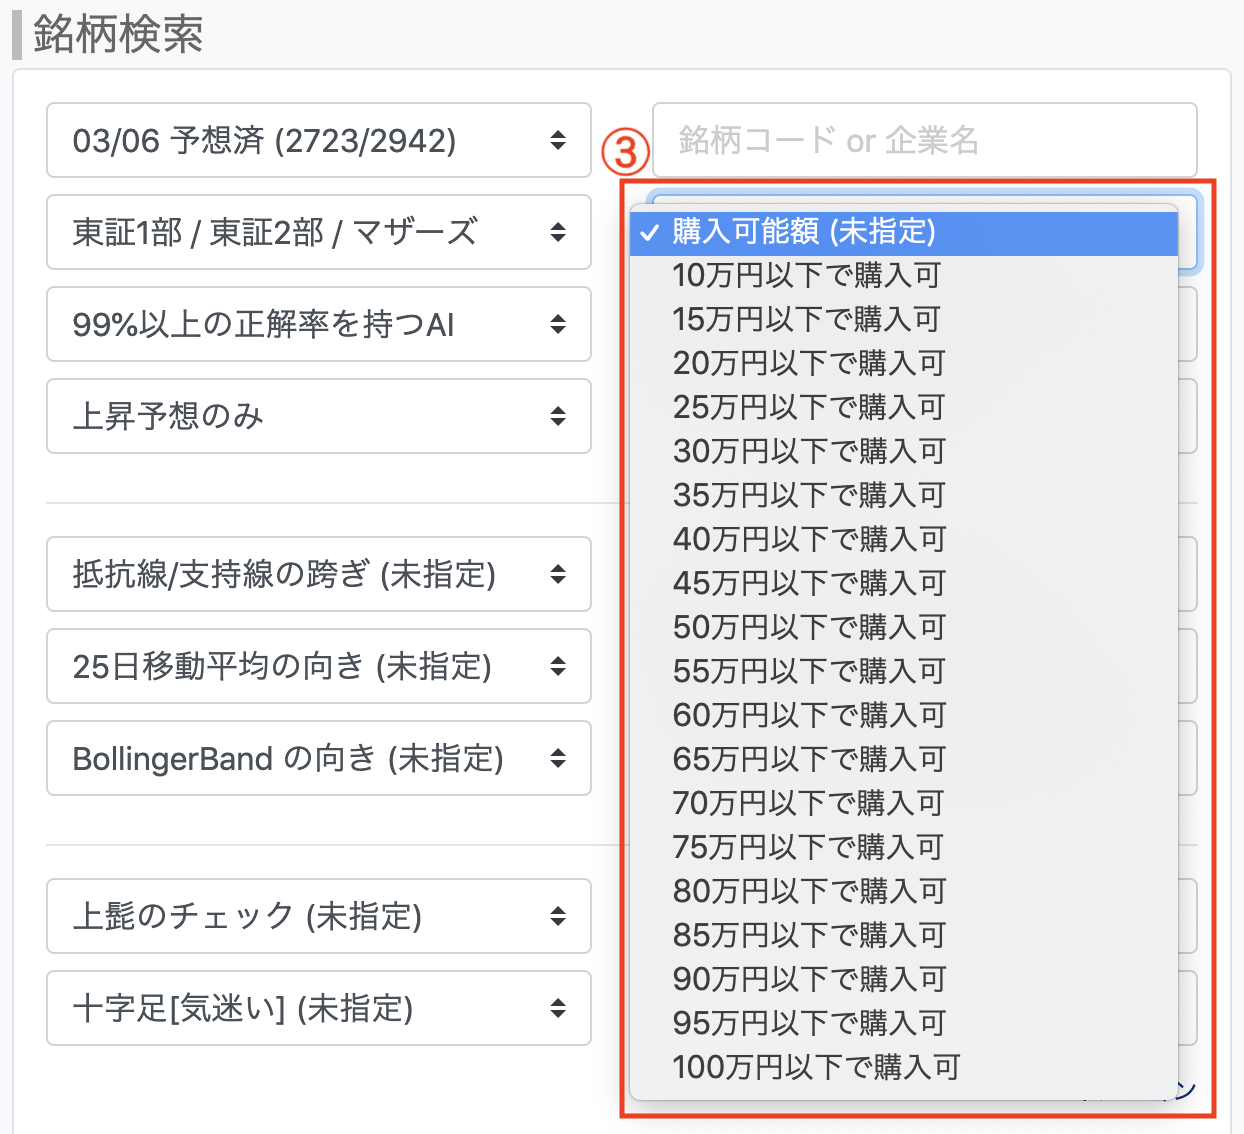 銘柄検索
03/06 予想済 (2723/2942)
銘柄コード or 企業名
③
東証1部 / 東証2部 / マザーズ
99%以上の正解率を持つAI
上昇予想のみ
抵抗線/支持線の跨ぎ (未指定)
25日移動平均の向き (未指定)
BollingerBand の向き (未指定)
上髭のチェック (未指定)
十字足[気迷い] (未指定)
✓ 購入可能額 (未指定)
10万円以下で購入可
15万円以下で購入可
20万円以下で購入可
25万円以下で購入可
30万円以下で購入可
35万円以下で購入可
40万円以下で購入可
45万円以下で購入可
50万円以下で購入可
55万円以下で購入可
60万円以下で購入可
65万円以下で購入可
70万円以下で購入可
75万円以下で購入可
80万円以下で購入可
85万円以下で購入可
90万円以下で購入可
95万円以下で購入可
100万円以下で購入可
ン